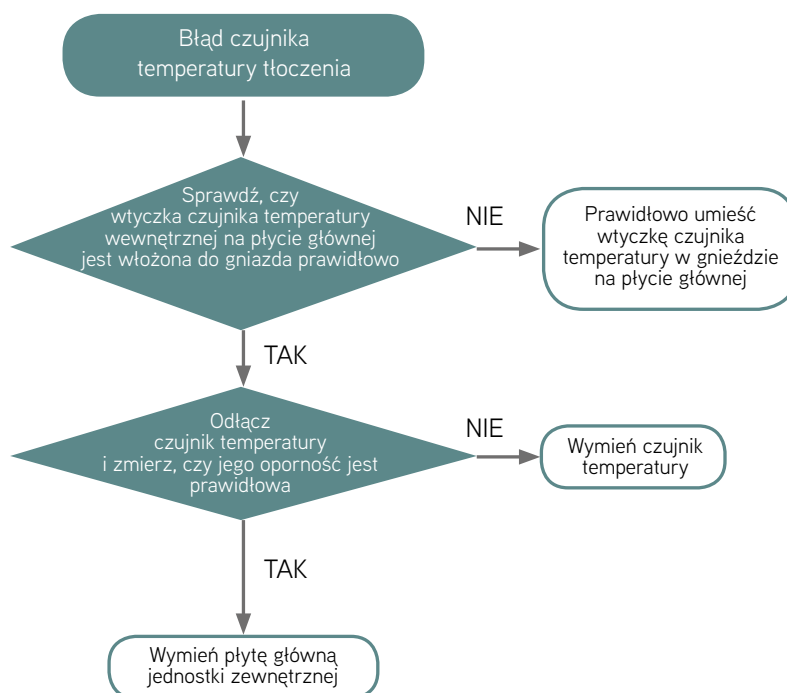 Błąd czujnika
temperatury tłoczenia
Sprawdź, czy
wtyczka czujnika temperatury
wewnętrznej na płycie głównej
jest włożona do gniazda prawidłowo
NIE
Prawidłowo umieść
wtyczkę czujnika
temperatury w gnieździe
na płycie głównej
TAK
Odłącz
czujnik temperatury
i zmierz, czy jego oporność jest
prawidłowa
NIE
Wymień czujnik
temperatury
TAK
Wymień płytę główną
jednostki zewnętrznej